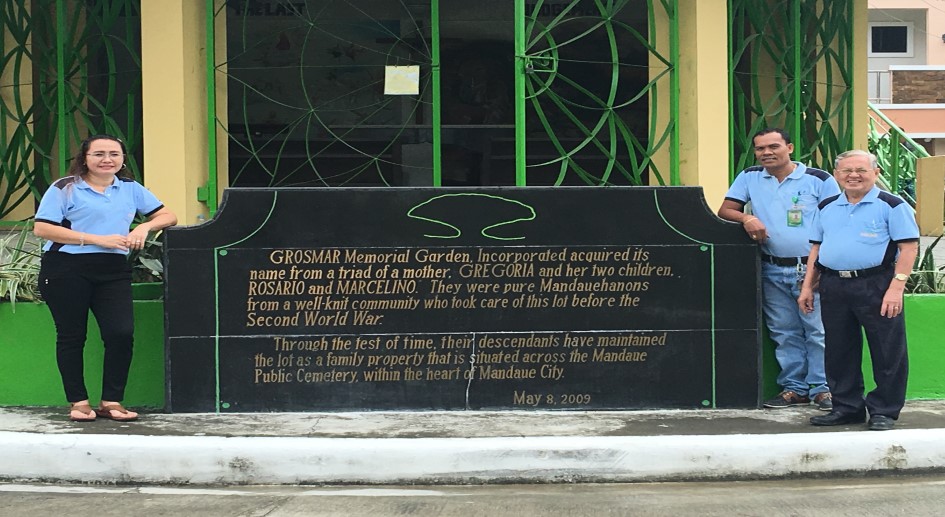 THE LAST
GROSMAR Memorial Garden, Incorporated acquired its
name from a triad of a mother, GREGORIA and her two children,
ROSARIO and MARCELINO. They were pure Mandauehanons
from a well-knit community who took care of this lot before the
Second World War.
Through the test of time, their descendants have maintained
the lot as a family property that is situated across the Mandaue
Public Cemetery, within the heart of Mandaue City.
May 8, 2009